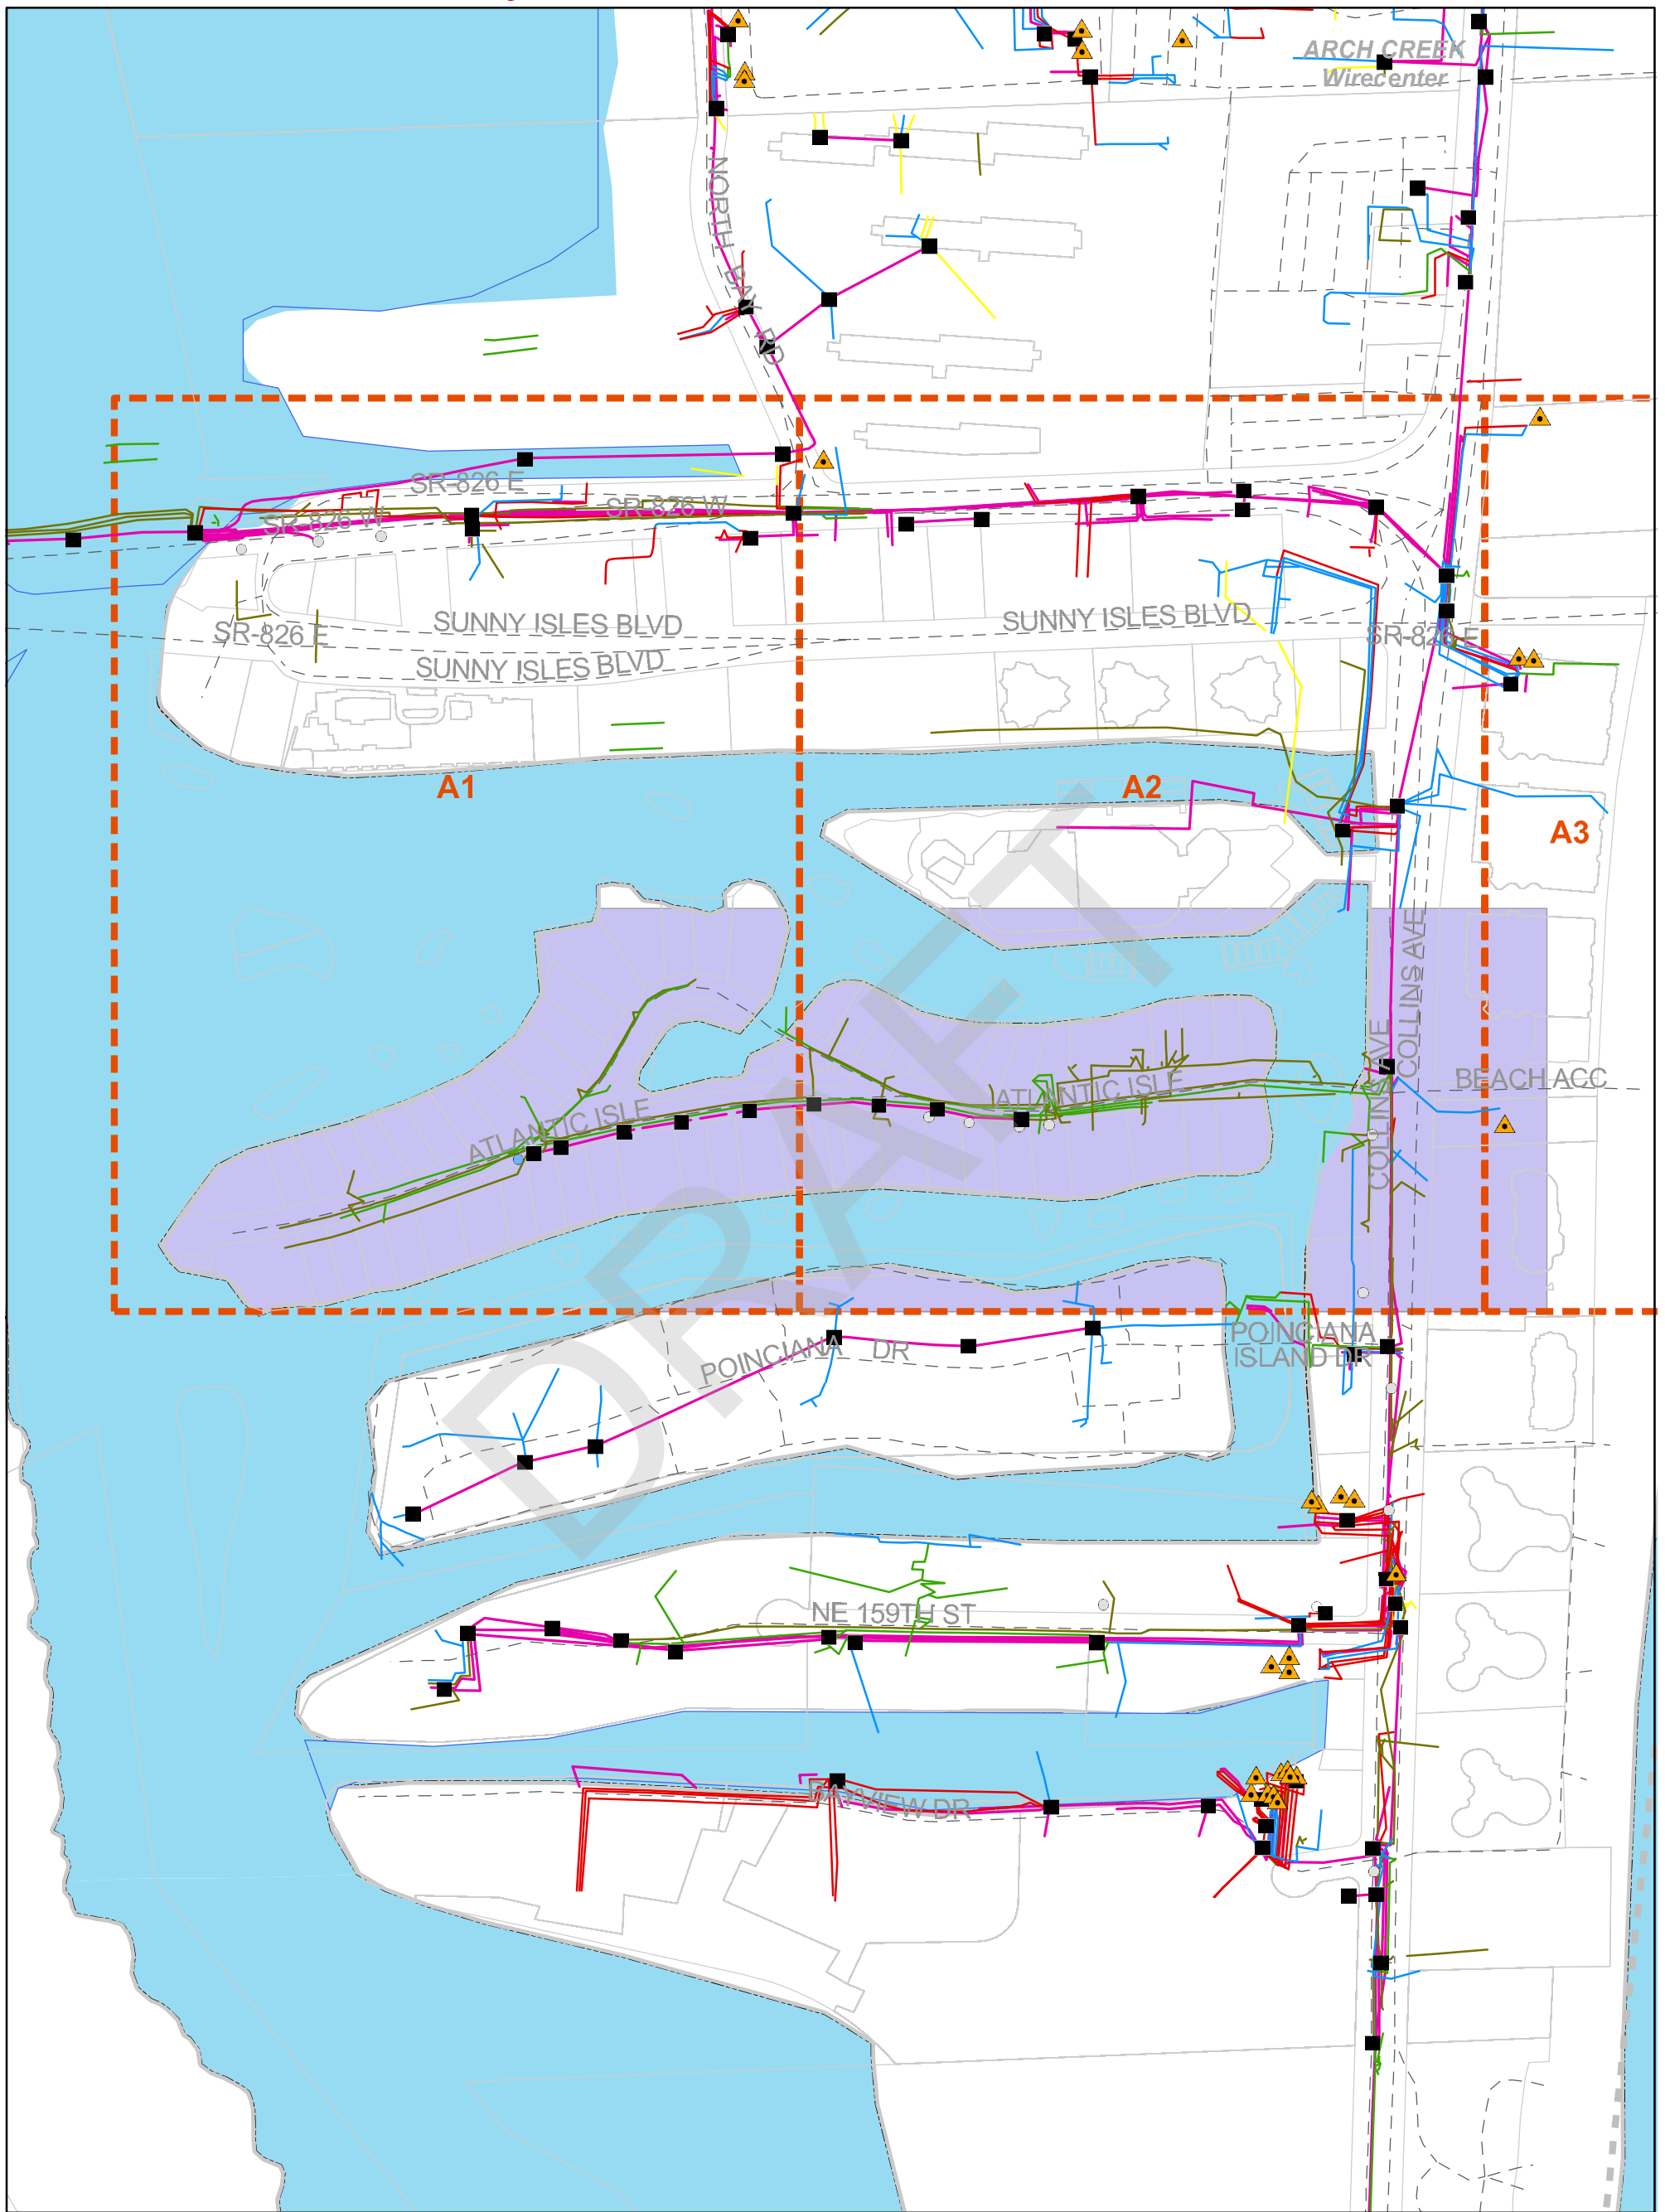 ARCH CREEK
Wirecenter
NORTH BAY RD
SR-826 E
SR-826 W
SR-826 W
SUNNY ISLES BLVD
SUNNY ISLES BLVD
SR-826 E
SR-826 E
SUNNY ISLES BLVD
A1
A2
A3
COLLINS AVE
COLLINS AVE
BEACH ACC
ATLANTIC ISLE
ATLANTIC ISLE
POINCIANA
ISLAND DR
POINCIANA DR
DRAFT
NE 159TH ST
BAYVIEW DR